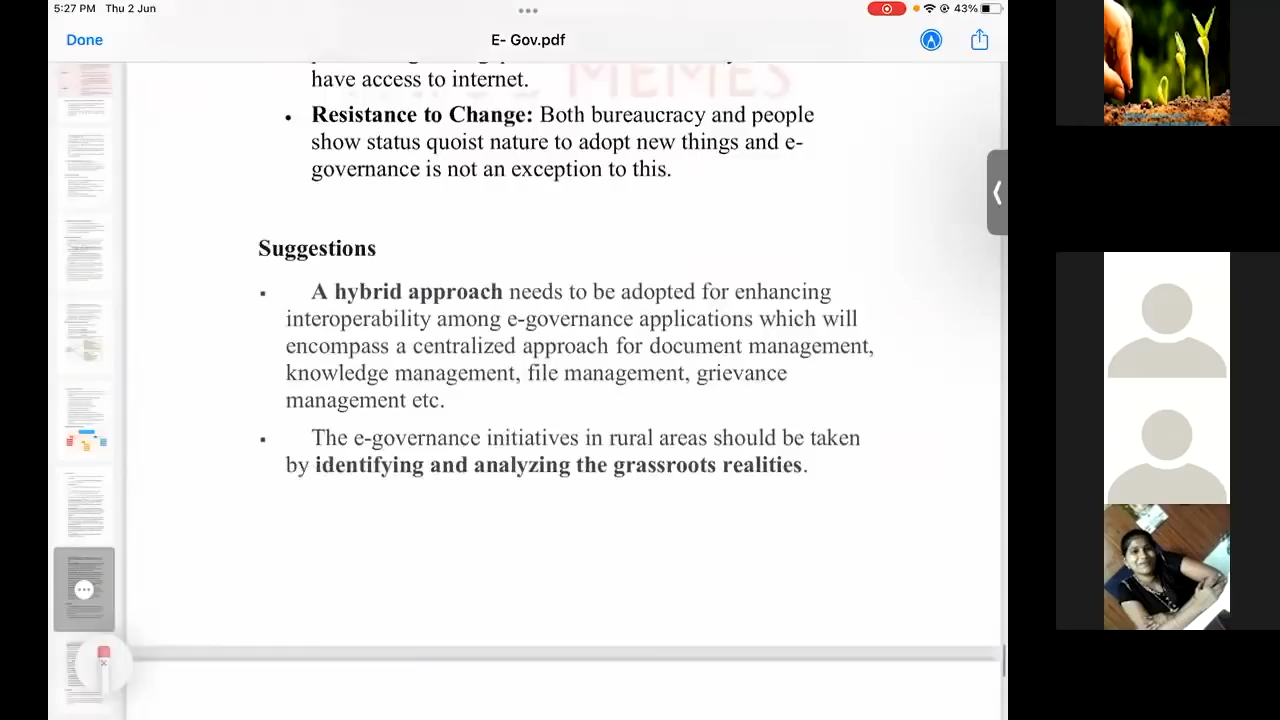 5:27 PM Thu 2 Jun
43%
Done
E- Gov.pdf
have access to internet.
• Resistance to Change: Both bureaucracy and people
show status quoist nature to adopt new things and e-
governance is not an exception to this.
Suggestions
▪ A hybrid approach needs to be adopted for enhancing
interoperability among e-governance applications which will
encompass a centralized approach for document management,
knowledge management, file management, grievance
management etc.
▪ The e-governance initiatives in rural areas should be taken
by identifying and analyzing the grassroots realities.